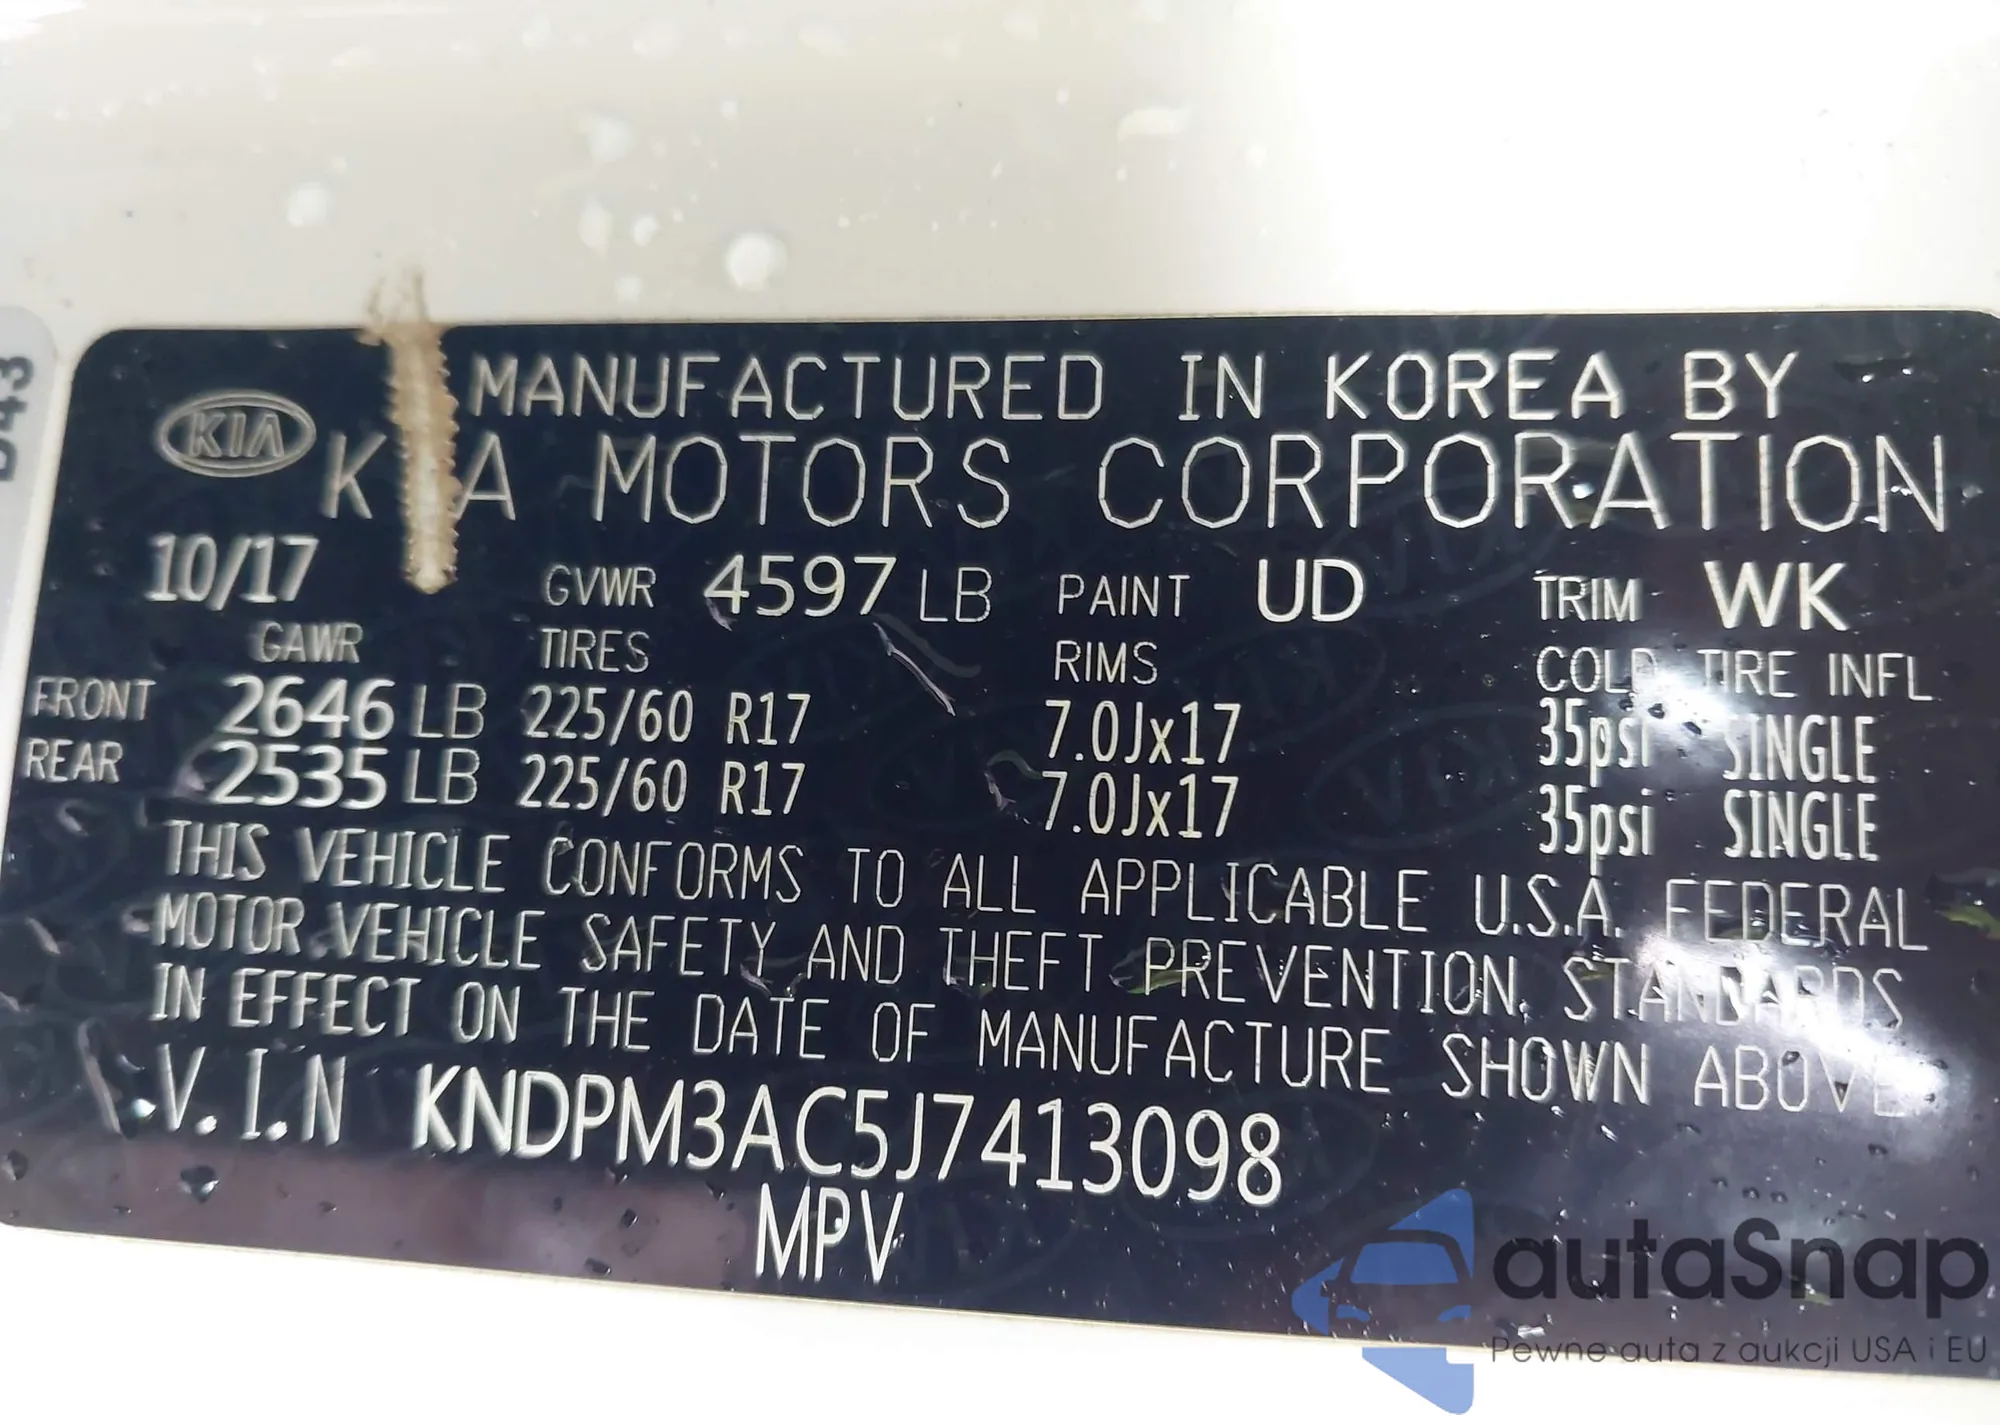 D43
KIA
MANUFACTURED IN KOREA BY
KIA MOTORS CORPORATION
10/17 GVWR 4597 LB PAINT UD TRIM WK
GAWR TIRES RIMS COLD TIRE INFL
FRONT 2646 LB 225/60 R17 7.0Jx17 35psi SINGLE
REAR 2535 LB 225/60 R17 7.0Jx17 35psi SINGLE
THIS VEHICLE CONFORMS TO ALL APPLICABLE U.S.A. FEDERAL
MOTOR VEHICLE SAFETY AND THEFT PREVENTION STANDARDS
IN EFFECT ON THE DATE OF MANUFACTURE SHOWN ABOVE.
V.I.N KNDPM3AC5J7413098
MPV
autaSnap
Pewne auta z aukcji USA i EU